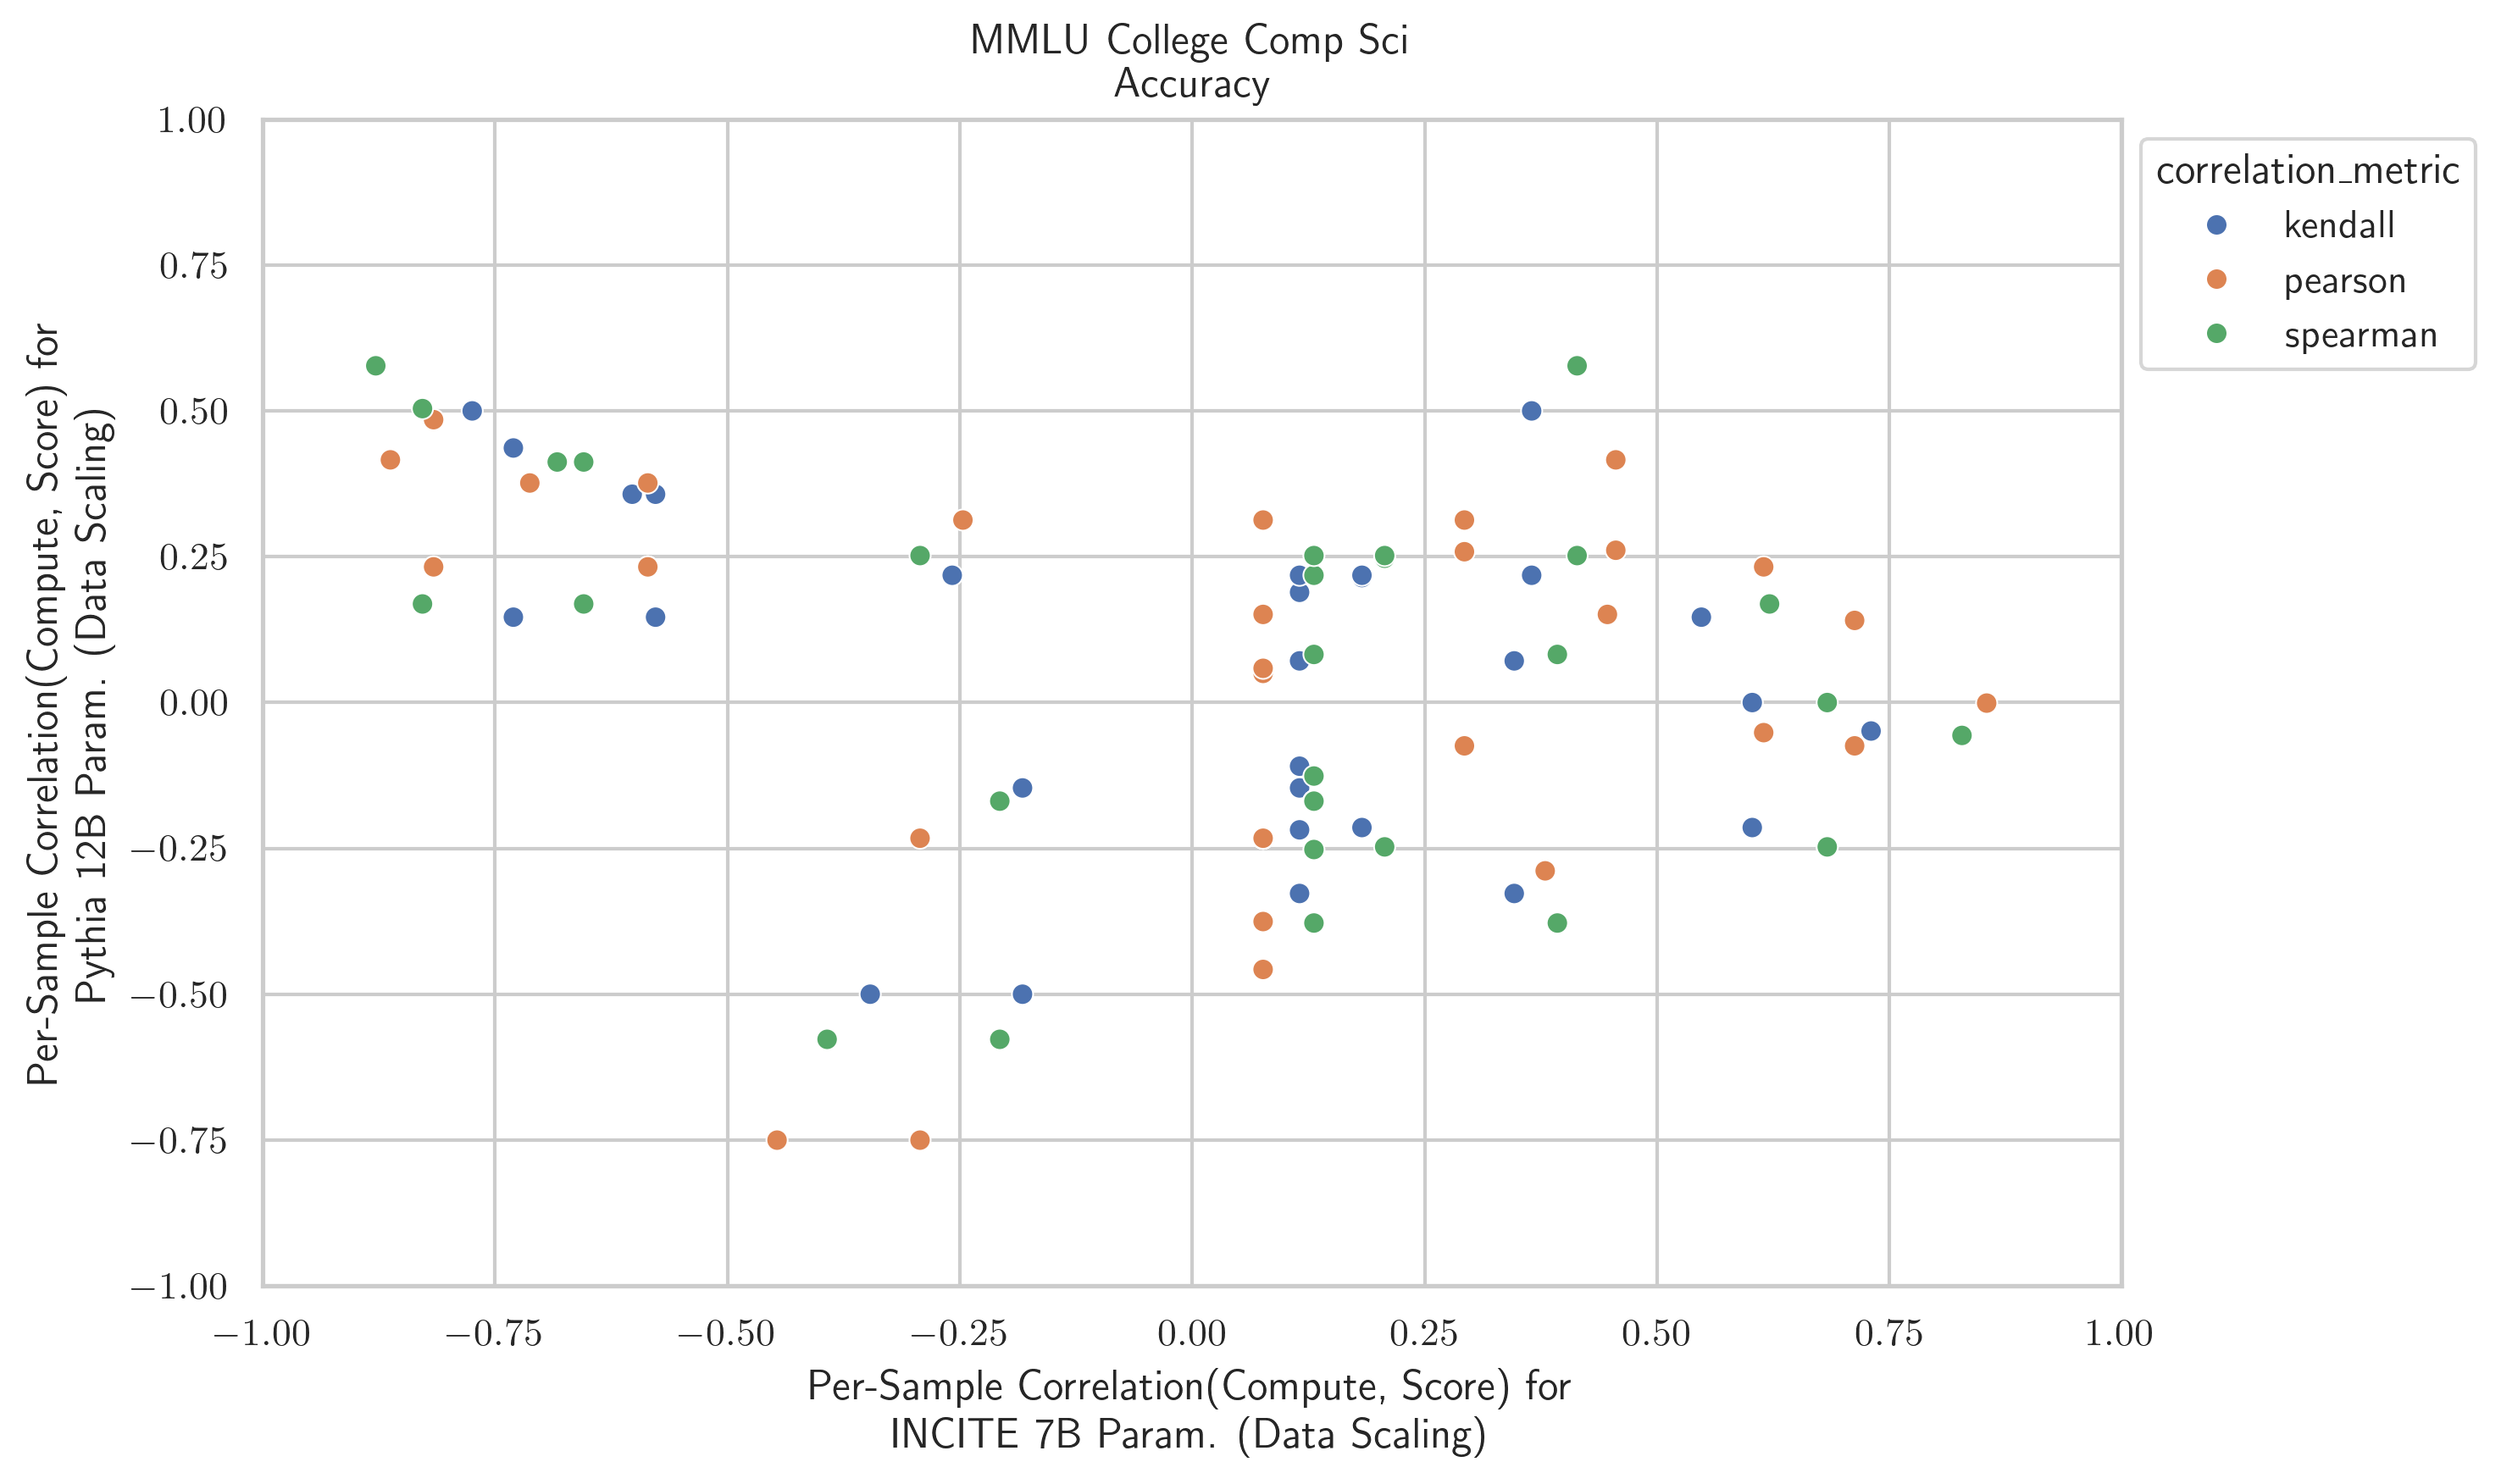 MMLU College Comp Sci
Accuracy
1.00
0.75
0.50
0.25
0.00
−0.25
−0.50
−0.75
−1.00
Per-Sample Correlation(Compute, Score) for
Pythia 12B Param. (Data Scaling)
correlation_metric
kendall
pearson
spearman
−1.00 −0.75 −0.50 −0.25 0.00 0.25 0.50 0.75 1.00
Per-Sample Correlation(Compute, Score) for
INCITE 7B Param. (Data Scaling)